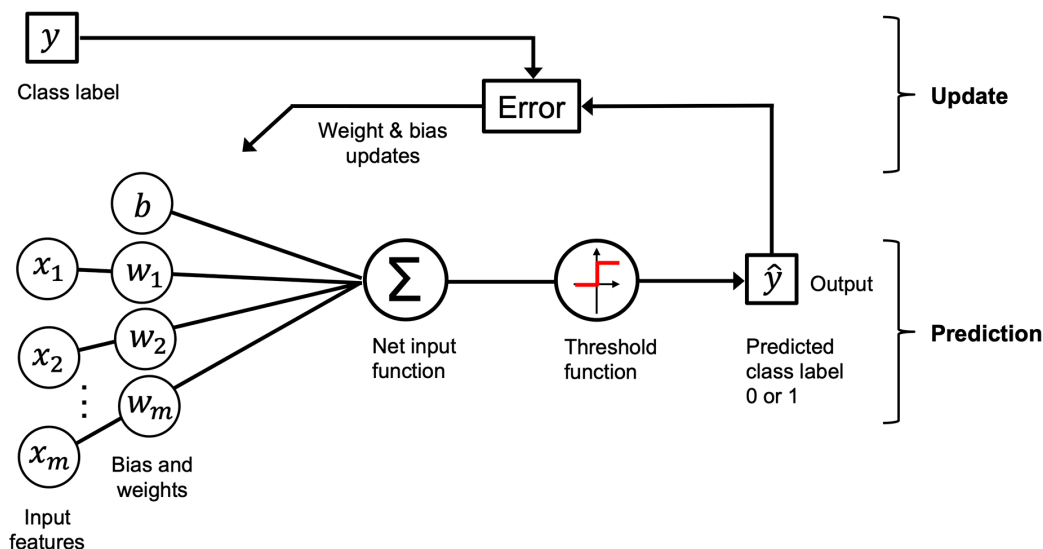 y
Class label
Error
Update
Weight & bias
updates
b
x₁
w₁
x₂
w₂
⋮
xₘ
wₘ
Σ
ŷ
Output
Prediction
Net input
function
Threshold
function
Predicted
class label
0 or 1
Bias and
weights
Input
features